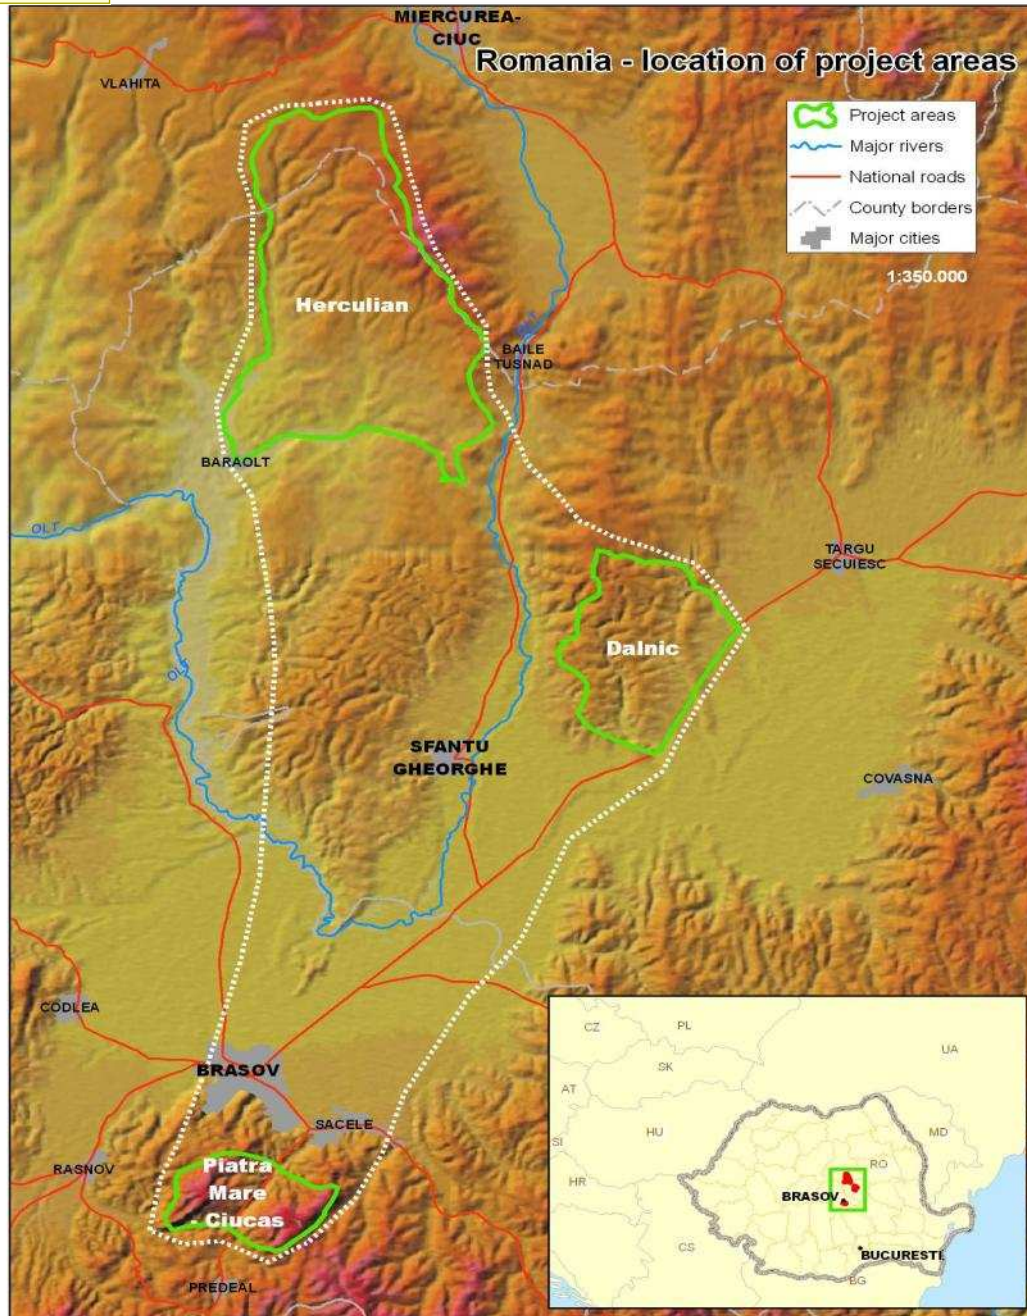 MIERCUREA-
CIUC
Romania - location of project areas
VLAHITA
Project areas
Major rivers
National roads
County borders
Major cities
1:350.000
Herculian
BAILE
TUSNAD
BARAOLT
OLT
TARGU
SECUIESC
Dalnic
OLT
SFANTU
GHEORGHE
COVASNA
CODLEA
BRASOV
SACELE
RASNOV
Piatra
Mare
- Ciucas
PREDEAL
CZ
PL
UA
SK
AT
HU
MD
SI
RO
HR
BRASOV
CS
BUCURESTI
BG